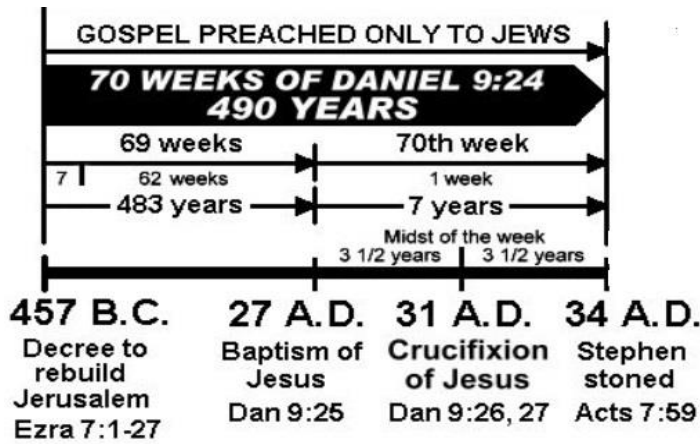 GOSPEL PREACHED ONLY TO JEWS
70 WEEKS OF DANIEL 9:24
490 YEARS
69 weeks 70th week
7 62 weeks 1 week
483 years 7 years
Midst of the week
3 1/2 years 3 1/2 years
457 B.C. 27 A.D. 31 A.D. 34 A.D.
Decree to rebuild Jerusalem
Ezra 7:1-27
Baptism of Jesus
Dan 9:25
Crucifixion of Jesus
Dan 9:26, 27
Stephen stoned
Acts 7:59